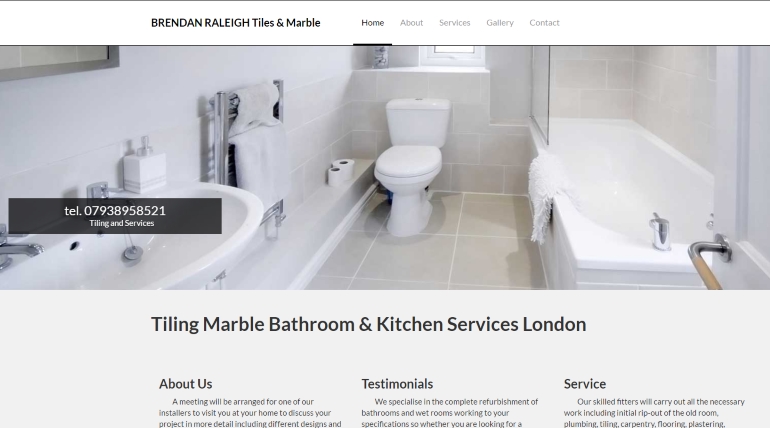 BRENDAN RALEIGH Tiles & Marble
Home About Services Gallery Contact
tel. 07938958521
Tiling and Services
Tiling Marble Bathroom & Kitchen Services London
About Us
A meeting will be arranged for one of our
installers to visit you at your home to discuss your
project in more detail including different designs and
Testimonials
We specialise in the complete refurbishment of
bathrooms and wet rooms working to your
specifications so whether you are looking for a
Service
Our skilled fitters will carry out all the necessary
work including initial rip-out of the old room,
plumbing, tiling, carpentry, flooring, plastering,